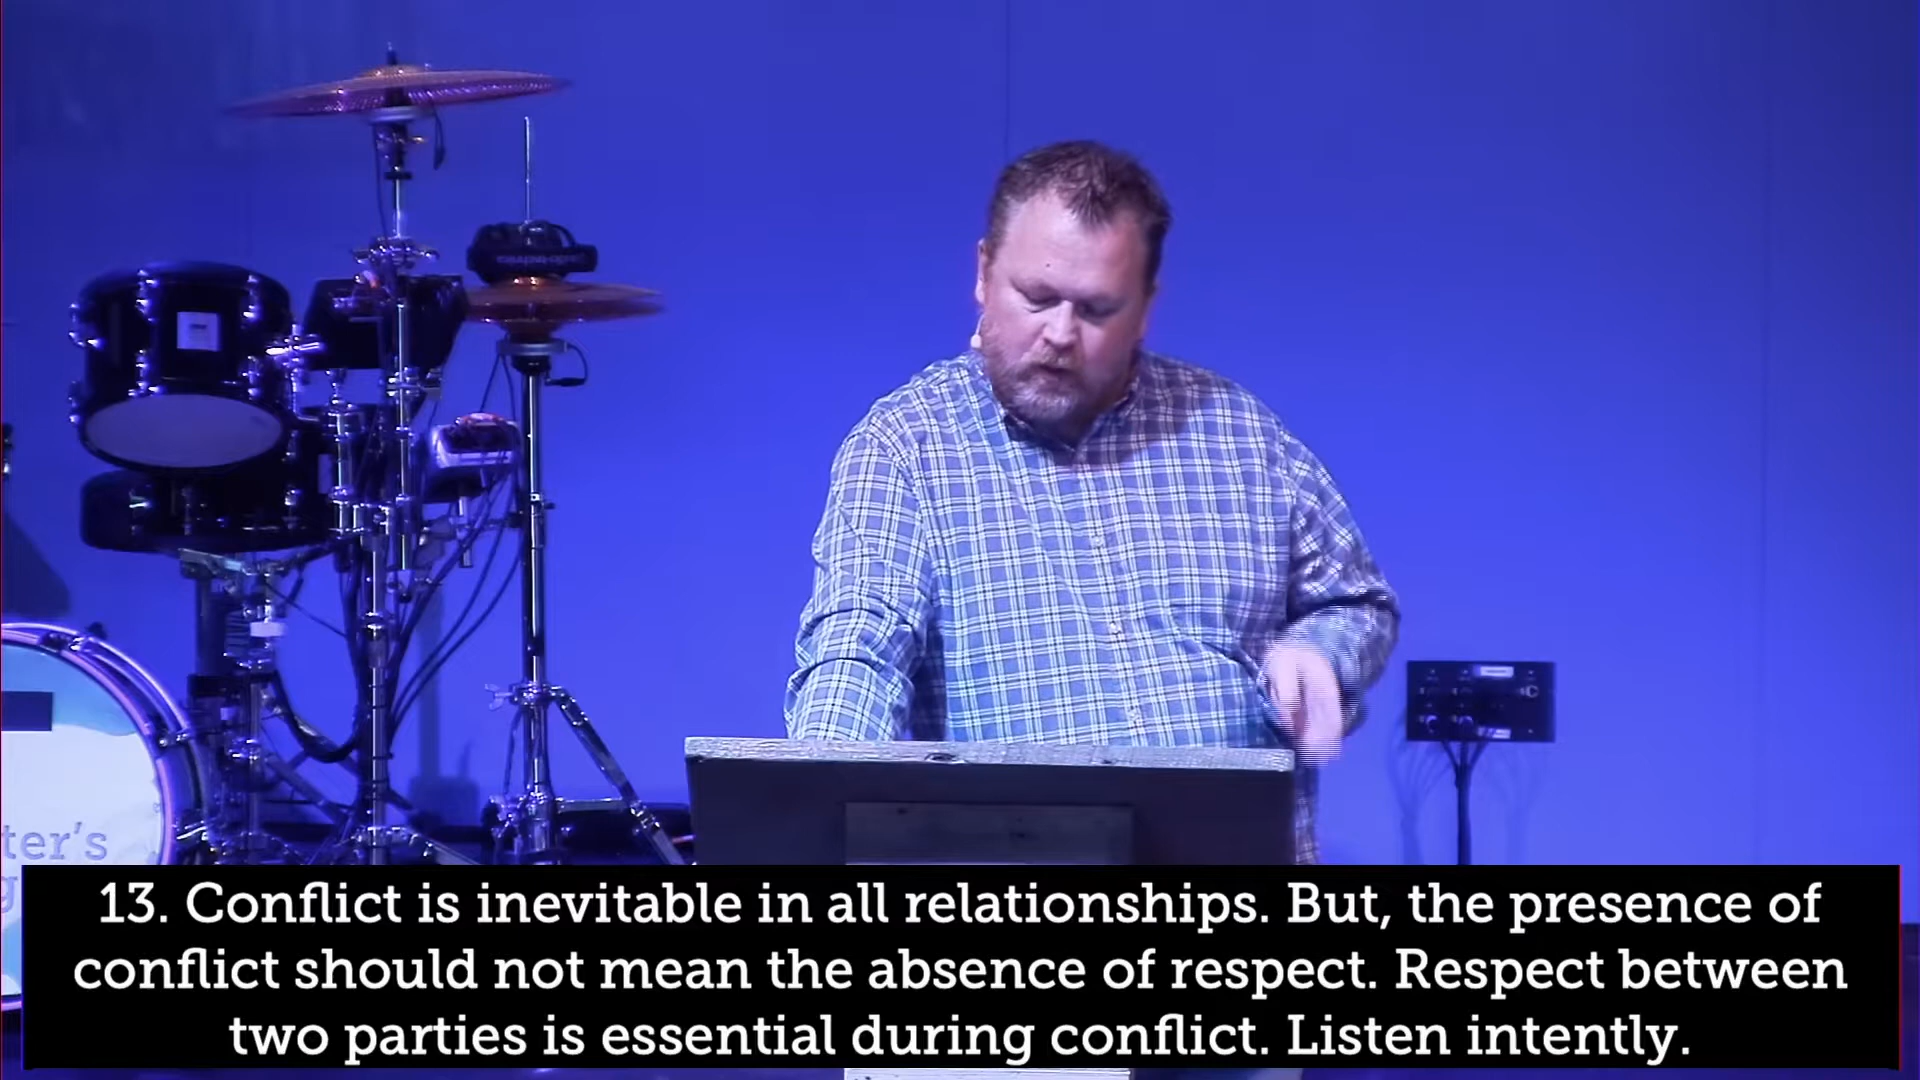 ter's
g
13. Conflict is inevitable in all relationships. But, the presence of
conflict should not mean the absence of respect. Respect between
two parties is essential during conflict. Listen intently.